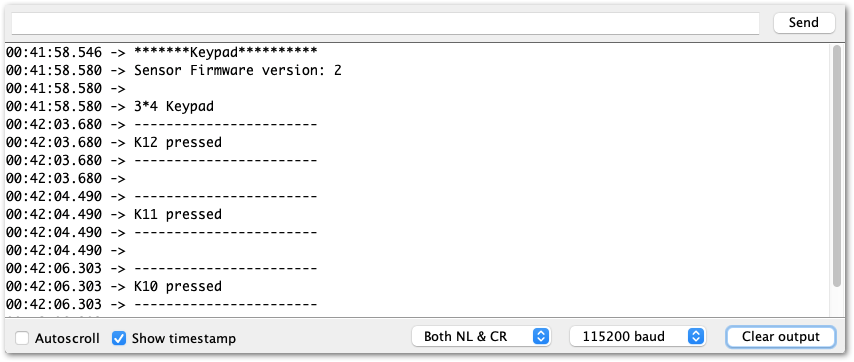 Send
00:41:58.546 -> *******Keypad**********
00:41:58.580 -> Sensor Firmware version: 2
00:41:58.580 ->
00:41:58.580 -> 3*4 Keypad
00:42:03.680 -> -----------------------
00:42:03.680 -> K12 pressed
00:42:03.680 -> -----------------------
00:42:03.680 ->
00:42:04.490 -> -----------------------
00:42:04.490 -> K11 pressed
00:42:04.490 -> -----------------------
00:42:04.490 ->
00:42:06.303 -> -----------------------
00:42:06.303 -> K10 pressed
00:42:06.303 -> -----------------------
Autoscroll Show timestamp Both NL & CR 115200 baud Clear output